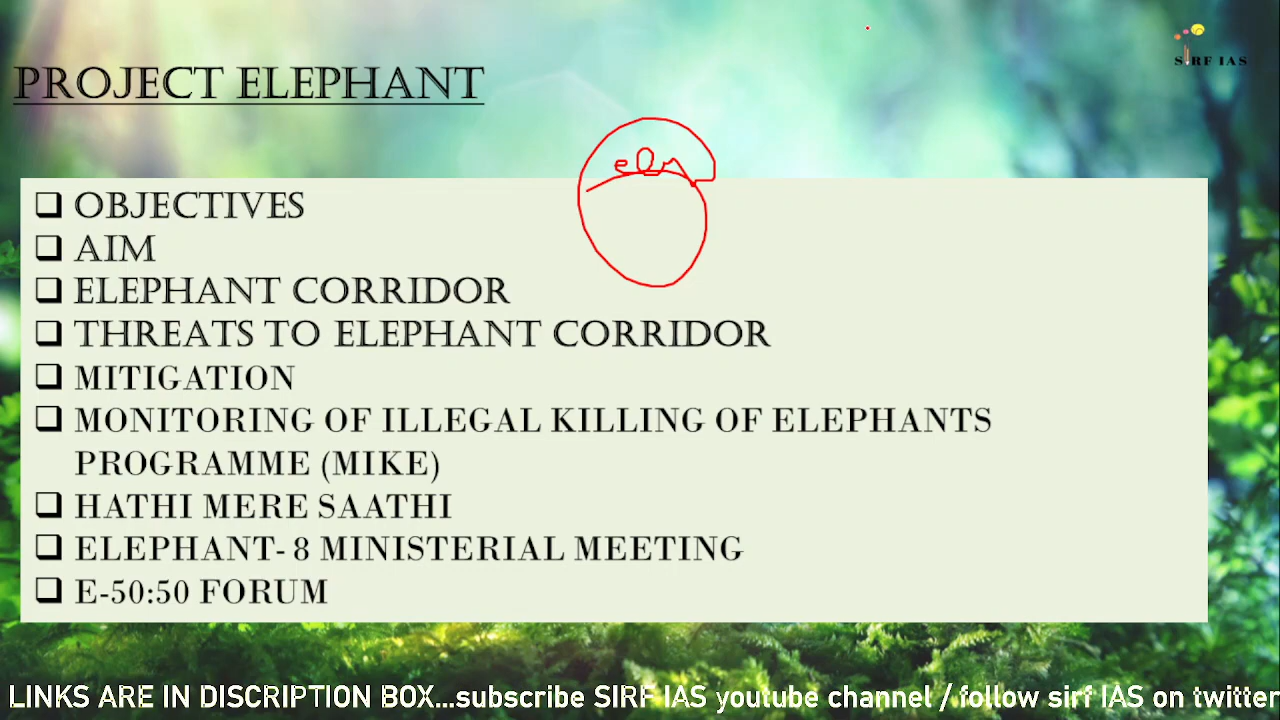 PROJECT ELEPHANT
SIRF IAS
OBJECTIVES
AIM
ELEPHANT CORRIDOR
THREATS TO ELEPHANT CORRIDOR
MITIGATION
MONITORING OF ILLEGAL KILLING OF ELEPHANTS
PROGRAMME (MIKE)
HATHI MERE SAATHI
ELEPHANT- 8 MINISTERIAL MEETING
E-50:50 FORUM
LINKS ARE IN DISCRIPTION BOX...subscribe SIRF IAS youtube channel / follow sirf IAS on twitter